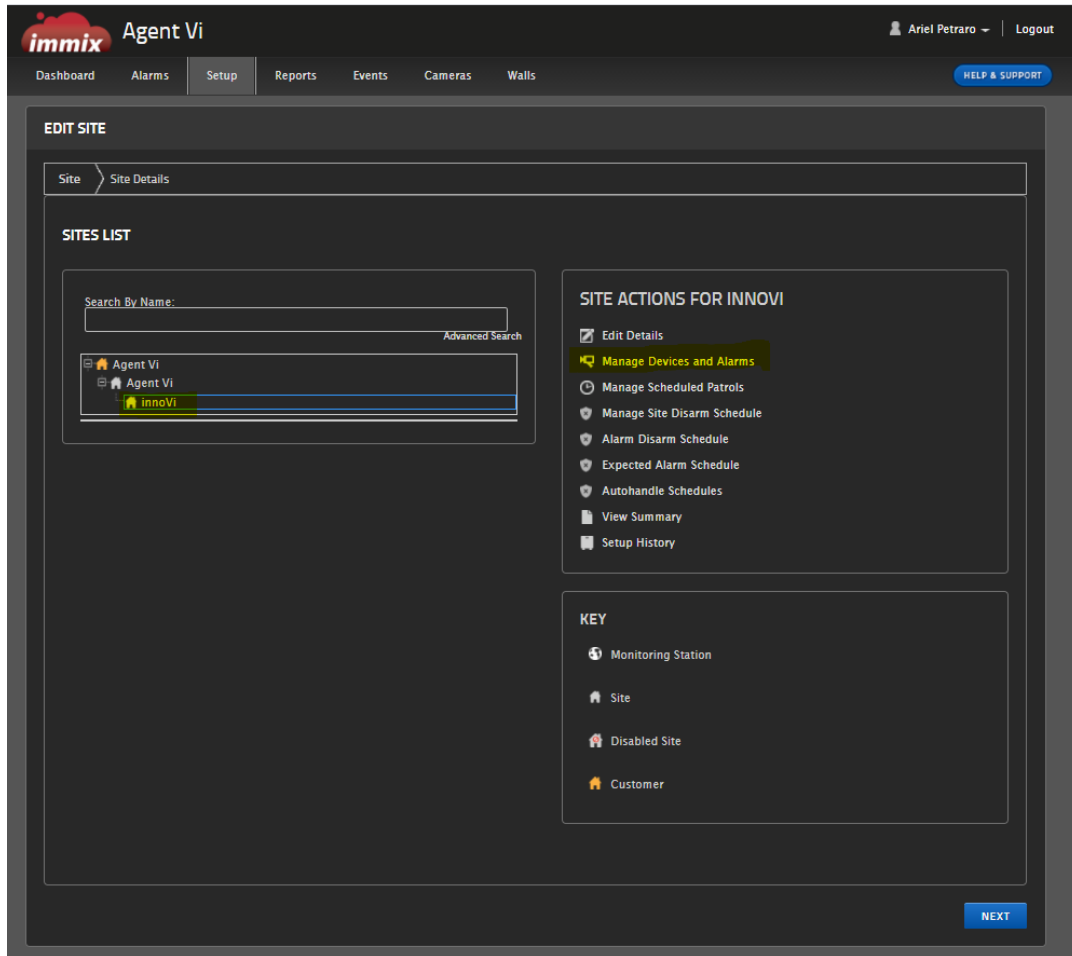 immix Agent Vi
Ariel Petraro Logout
Dashboard Alarms Setup Reports Events Cameras Walls
HELP & SUPPORT
EDIT SITE
Site Site Details
SITES LIST
Search By Name:
Advanced Search
Agent Vi
Agent Vi
innoVi
SITE ACTIONS FOR INNOVI
Edit Details
Manage Devices and Alarms
Manage Scheduled Patrols
Manage Site Disarm Schedule
Alarm Disarm Schedule
Expected Alarm Schedule
Autohandle Schedules
View Summary
Setup History
KEY
Monitoring Station
Site
Disabled Site
Customer
NEXT